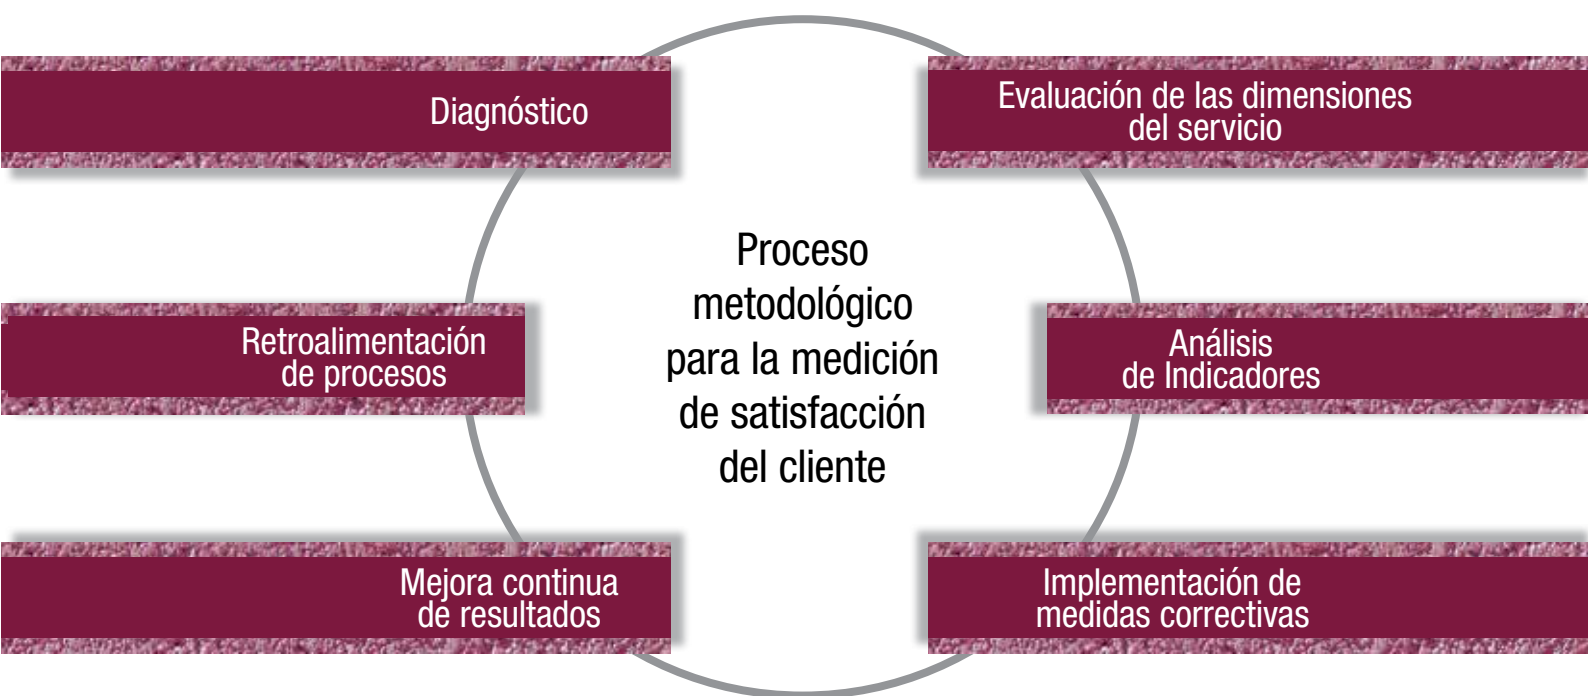 Diagnóstico
Evaluación de las dimensiones
del servicio
Proceso
metodológico
para la medición
de satisfacción
del cliente
Retroalimentación
de procesos
Análisis
de Indicadores
Mejora continua
de resultados
Implementación de
medidas correctivas